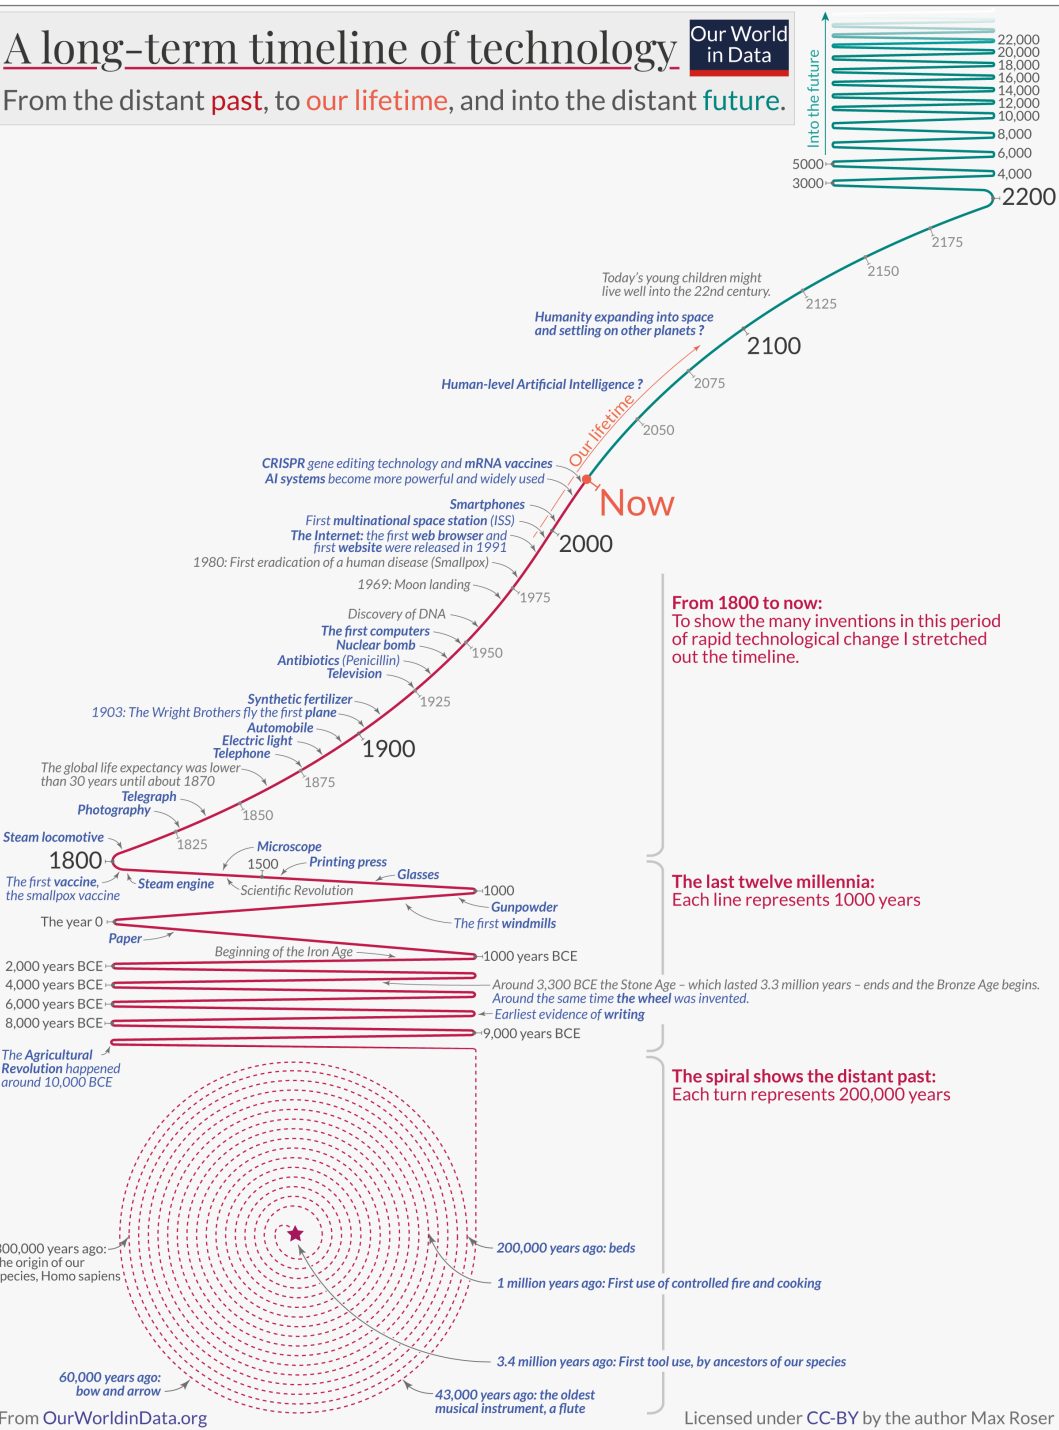 A long-term timeline of technology
Our World
in Data
From the distant past, to our lifetime, and into the distant future.
Into the future
22,000
20,000
18,000
16,000
14,000
12,000
10,000
8,000
6,000
5000
4,000
3000
2200
2175
2150
Today's young children might
live well into the 22nd century.
2125
Humanity expanding into space
and settling on other planets ?
2100
Human-level Artificial Intelligence ?
2075
Our lifetime
2050
CRISPR gene editing technology and mRNA vaccines
AI systems become more powerful and widely used
Now
Smartphones
First multinational space station (ISS)
The Internet: the first web browser and
first website were released in 1991
2000
1980: First eradication of a human disease (Smallpox)
1969: Moon landing
1975
Discovery of DNA
The first computers
Nuclear bomb
1950
Antibiotics (Penicillin)
Television
1925
Synthetic fertilizer
1903: The Wright Brothers fly the first plane
Automobile
Electric light
1900
Telephone
The global life expectancy was lower
than 30 years until about 1870
1875
Telegraph
Photography
1850
Steam locomotive
1825
1800
From 1800 to now:
To show the many inventions in this period
of rapid technological change I stretched
out the timeline.
Microscope
1500
Printing press
Glasses
The first vaccine,
the smallpox vaccine
Steam engine
Scientific Revolution
1000
Gunpowder
The first windmills
The year 0
Paper
Beginning of the Iron Age
1000 years BCE
2,000 years BCE
4,000 years BCE
Around 3,300 BCE the Stone Age – which lasted 3.3 million years – ends and the Bronze Age begins.
Around the same time the wheel was invented.
6,000 years BCE
Earliest evidence of writing
8,000 years BCE
9,000 years BCE
The Agricultural
Revolution happened
around 10,000 BCE
The last twelve millennia:
Each line represents 1000 years
The spiral shows the distant past:
Each turn represents 200,000 years
300,000 years ago:
he origin of our
pecies, Homo sapiens
200,000 years ago: beds
1 million years ago: First use of controlled fire and cooking
3.4 million years ago: First tool use, by ancestors of our species
60,000 years ago:
bow and arrow
43,000 years ago: the oldest
musical instrument, a flute
From OurWorldinData.org
Licensed under CC-BY by the author Max Roser